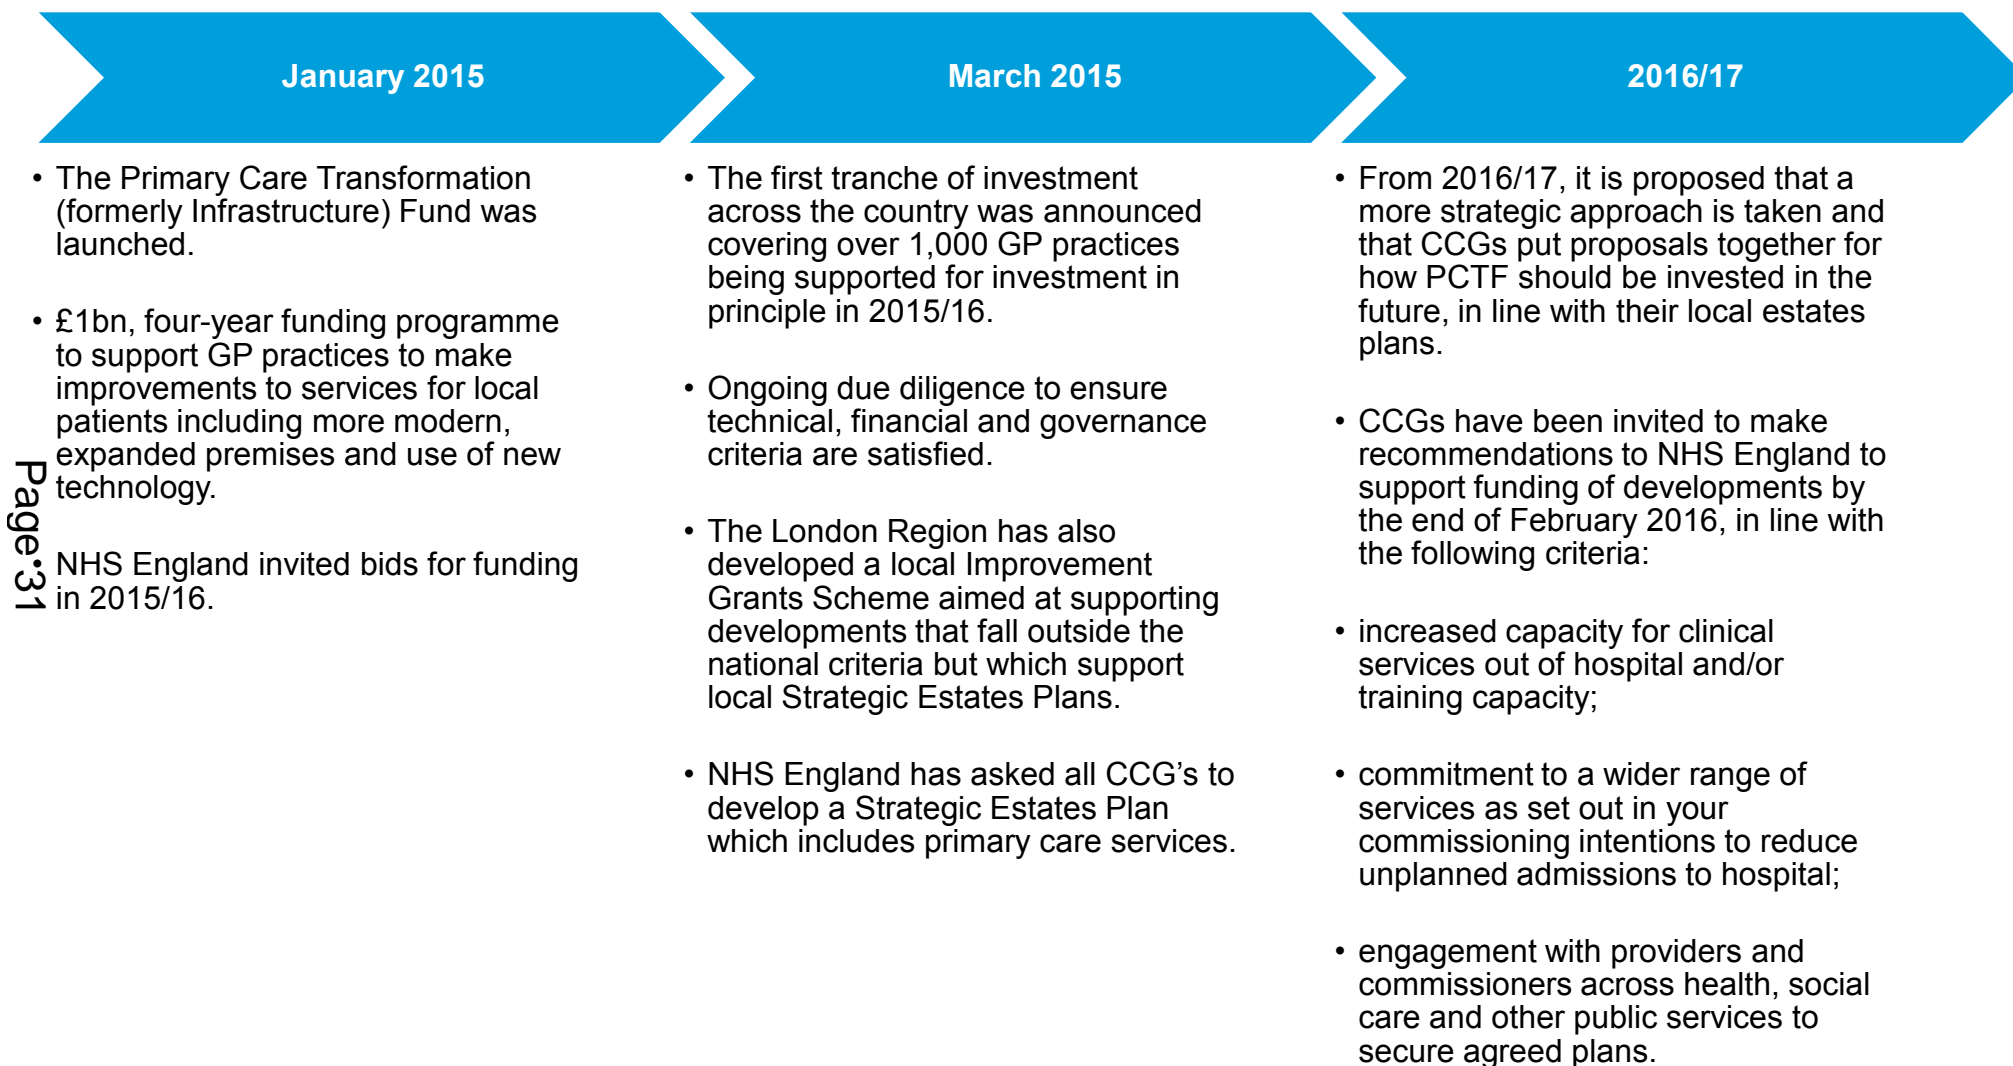 January 2015
• The Primary Care Transformation
(formerly Infrastructure) Fund was
launched.
• £1bn, four-year funding programme
to support GP practices to make
improvements to services for local
patients including more modern,
expanded premises and use of new
technology.
• NHS England invited bids for funding
in 2015/16.
March 2015
• The first tranche of investment
across the country was announced
covering over 1,000 GP practices
being supported for investment in
principle in 2015/16.
• Ongoing due diligence to ensure
technical, financial and governance
criteria are satisfied.
• The London Region has also
developed a local Improvement
Grants Scheme aimed at supporting
developments that fall outside the
national criteria but which support
local Strategic Estates Plans.
• NHS England has asked all CCG’s to
develop a Strategic Estates Plan
which includes primary care services.
2016/17
• From 2016/17, it is proposed that a
more strategic approach is taken and
that CCGs put proposals together for
how PCTF should be invested in the
future, in line with their local estates
plans.
• CCGs have been invited to make
recommendations to NHS England to
support funding of developments by
the end of February 2016, in line with
the following criteria:
• increased capacity for clinical
services out of hospital and/or
training capacity;
• commitment to a wider range of
services as set out in your
commissioning intentions to reduce
unplanned admissions to hospital;
• engagement with providers and
commissioners across health, social
care and other public services to
secure agreed plans.
Page 31